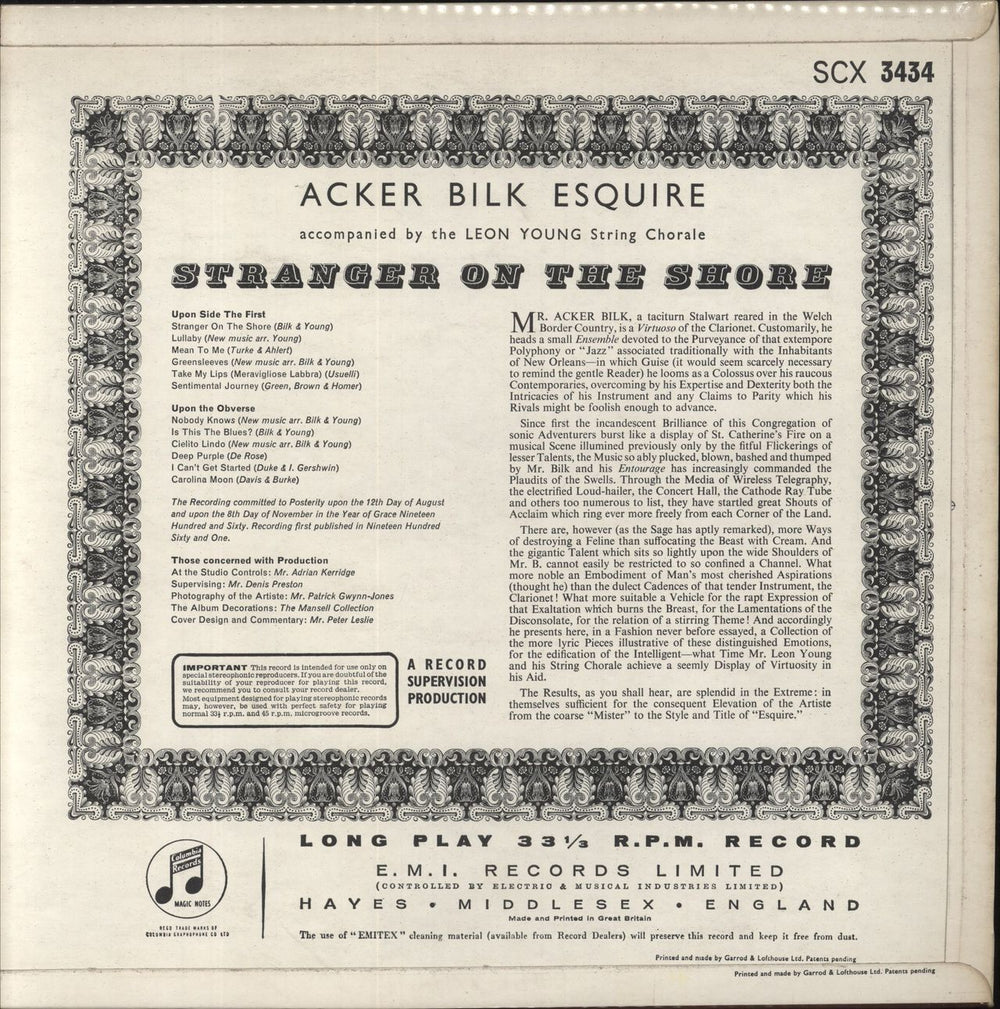 SCX 3434
ACKER BILK ESQUIRE
accompanied by the LEON YOUNG String Chorale
STRANGER ON THE SHORE
Upon Side The First
Stranger On The Shore (Bilk & Young)
Lullaby (New music arr. Young)
Mean To Me (Turke & Ahlert)
Greensleeves (New music arr. Bilk & Young)
Take My Lips (Meravigliose Labbra) (Usuelli)
Sentimental Journey (Green, Brown & Homer)
Upon the Obverse
Nobody Knows (New music arr. Bilk & Young)
Is This The Blues? (Bilk & Young)
Cielito Lindo (New music arr. Bilk & Young)
Deep Purple (De Rose)
I Can't Get Started (Duke & I. Gershwin)
Carolina Moon (Davis & Burke)
The Recording committed to Posterity upon the 12th Day of August
and upon the 8th Day of November in the Year of Grace Nineteen
Hundred and Sixty. Recording first published in Nineteen Hundred
Sixty and One.
Those concerned with Production
At the Studio Controls: Mr. Adrian Kerridge
Supervising: Mr. Denis Preston
Photography of the Artiste: Mr. Patrick Gwynn-Jones
The Album Decorations: The Mansell Collection
Cover Design and Commentary: Mr. Peter Leslie
IMPORTANT This record is intended for use only on
special stereophonic reproducers. If you are doubtful of the
suitability of your reproducer for playing this record,
we recommend you to consult your record dealer.
Most equipment designed for playing stereophonic records
may, however, be used with perfect safety for playing
normal 33⅓ r.p.m. and 45 r.p.m. microgroove records.
A RECORD
SUPERVISION
PRODUCTION
MR. ACKER BILK, a taciturn Stalwart reared in the Welch
Border Country, is a Virtuoso of the Clarionet. Customarily, he
heads a small Ensemble devoted to the Purveyance of that extempore
Polyphony or "Jazz" associated traditionally with the Inhabitants
of New Orleans—in which Guise (it would seem scarcely necessary
to remind the gentle Reader) he looms as a Colossus over his raucous
Contemporaries, overcoming by his Expertise and Dexterity both the
Intricacies of his Instrument and any Claims to Parity which his
Rivals might be foolish enough to advance.
Since first the incandescent Brilliance of this Congregation of
sonic Adventurers burst like a display of St. Catherine's Fire on a
musical Scene illumined previously only by the fitful Flickerings of
lesser Talents, the Music so ably plucked, blown, bashed and thumped
by Mr. Bilk and his Entourage has increasingly commanded the
Plaudits of the Swells. Through the Media of Wireless Telegraphy,
the electrified Loud-hailer, the Concert Hall, the Cathode Ray Tube
and others too numerous to list, they have startled great Shouts of
Acclaim which ring ever more freely from each Corner of the Land.
There are, however (as the Sage has aptly remarked), more Ways
of destroying a Feline than suffocating the Beast with Cream. And
the gigantic Talent which sits so lightly upon the wide Shoulders of
Mr. B. cannot easily be restricted to so confined a Channel. What
more noble an Embodiment of Man's most cherished Aspirations
(thought he) than the dulect Cadences of that tender Instrument, the
Clarionet! What more suitable a Vehicle for the rapt Expression of
that Exaltation which burns the Breast, for the Lamentations of the
Disconsolate, for the relation of a stirring Theme! And accordingly
he presents here, in a Fashion never before essayed, a Collection of
the more lyric Pieces illustrative of these distinguished Emotions,
for the edification of the Intelligent—what Time Mr. Leon Young
and his String Chorale achieve a seemly Display of Virtuosity in
his Aid.
The Results, as you shall hear, are splendid in the Extreme: in
themselves sufficient for the consequent Elevation of the Artiste
from the coarse "Mister" to the Style and Title of "Esquire."
Columbia
Records
MAGIC NOTES
REGD TRADE MARKS OF
COLUMBIA GRAPHOPHONE CO LTD
LONG PLAY 33⅓ R.P.M. RECORD
E.M.I. RECORDS LIMITED
(CONTROLLED BY ELECTRIC & MUSICAL INDUSTRIES LIMITED)
HAYES • MIDDLESEX • ENGLAND
Made and Printed in Great Britain
The use of "EMITEX" cleaning material (available from Record Dealers) will preserve this record and keep it free from dust.
Printed and made by Garrod & Lofthouse Ltd. Patents pending
Printed and made by Garrod & Lofthouse Ltd. Patents pending